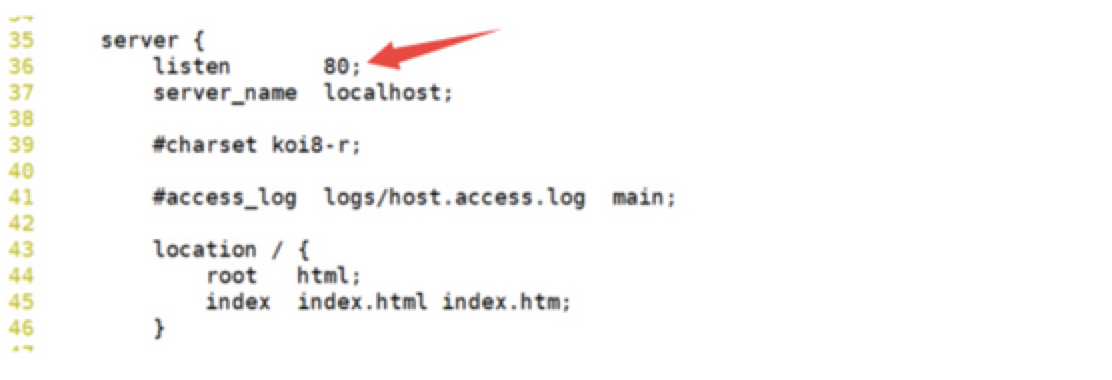 35 server {
36 listen 80;
37 server_name localhost;
38
39 #charset koi8-r;
40
41 #access_log logs/host.access.log main;
42
43 location / {
44 root html;
45 index index.html index.htm;
46 }